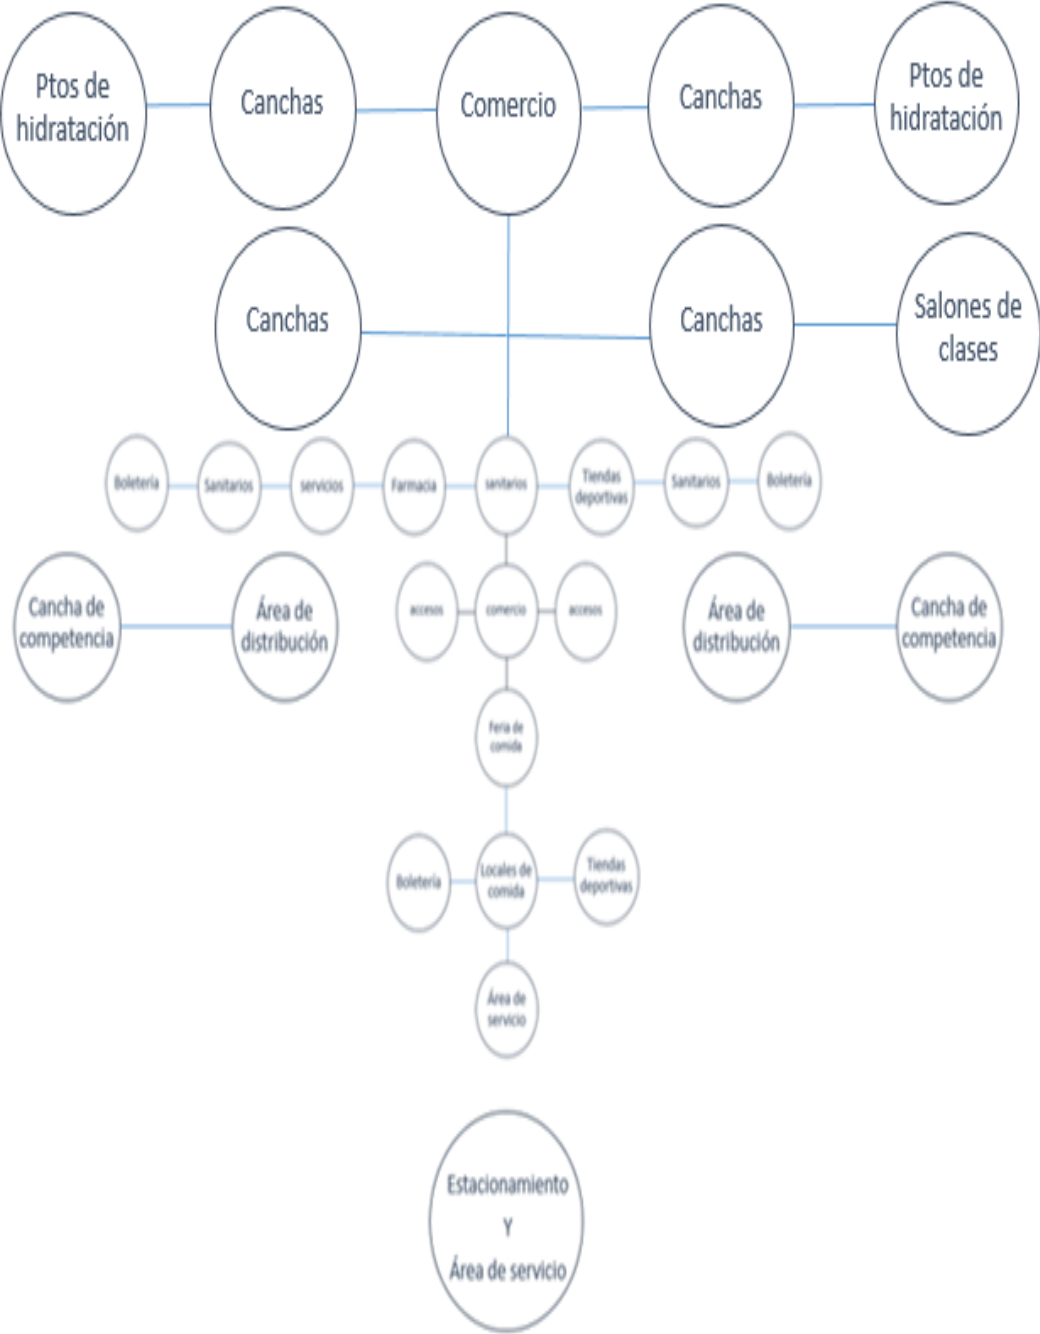 Ptos de
hidratación
Canchas
Comercio
Canchas
Ptos de
hidratación
Canchas
Canchas
Salones de
clases
Boletería
Sanitarios
servicios
Farmacia
sanitarios
Tiendas
deportivas
Sanitarios
Boletería
Cancha de
competencia
Área de
distribución
accesos
comercio
accesos
Área de
distribución
Cancha de
competencia
Feria de
comida
Boletería
Locales de
comida
Tiendas
deportivas
Área de
servicio
Estacionamiento
Y
Área de servicio